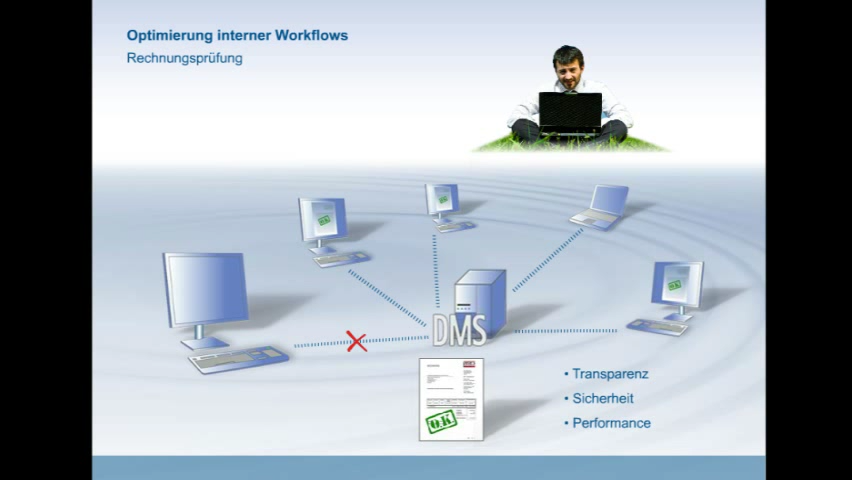 Optimierung interner Workflows
Rechnungsprüfung
DMS
O.K
• Transparenz
• Sicherheit
• Performance